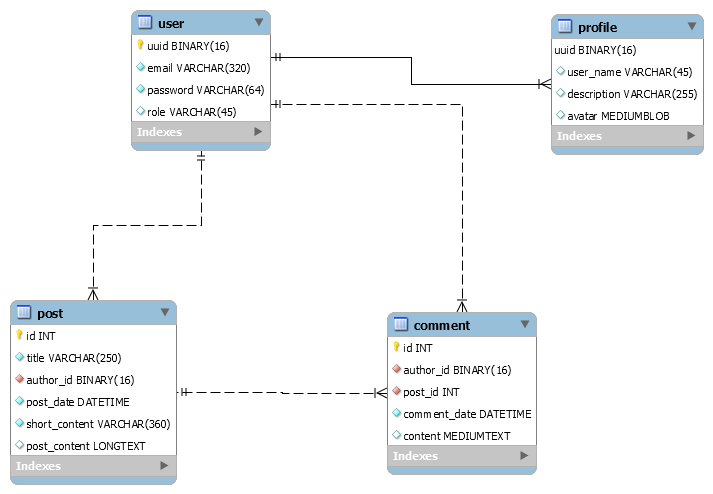 user
uuid BINARY(16)
email VARCHAR(320)
password VARCHAR(64)
role VARCHAR(45)
Indexes
profile
uuid BINARY(16)
user_name VARCHAR(45)
description VARCHAR(255)
avatar MEDIUMBLOB
Indexes
post
id INT
title VARCHAR(250)
author_id BINARY(16)
post_date DATETIME
short_content VARCHAR(360)
post_content LONGTEXT
Indexes
comment
id INT
author_id BINARY(16)
post_id INT
comment_date DATETIME
content MEDIUMTEXT
Indexes